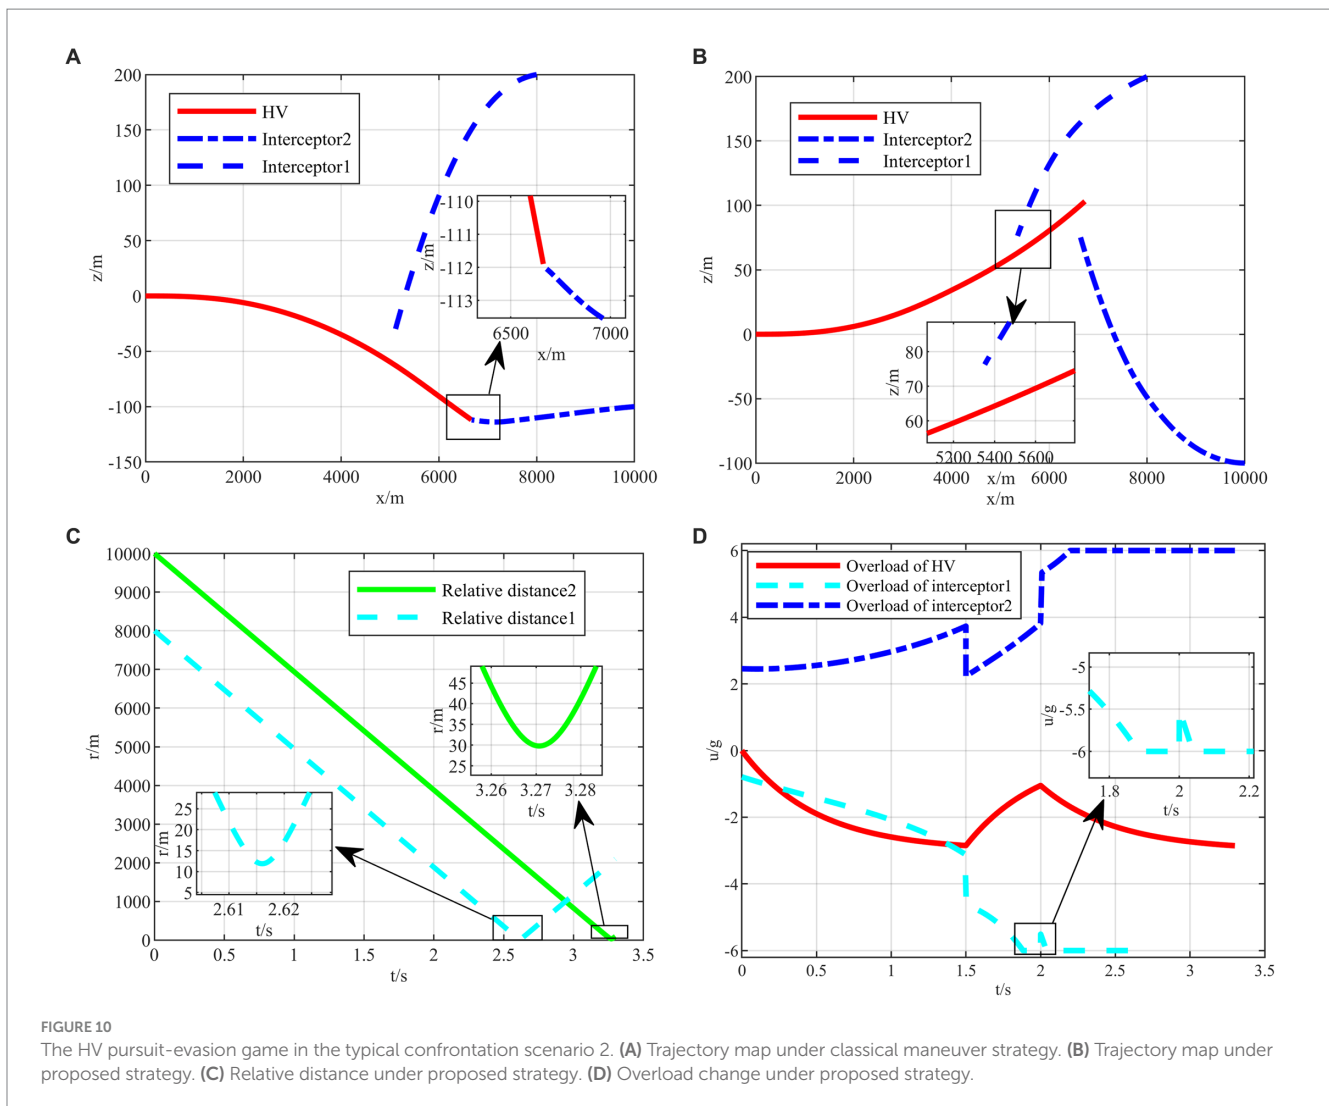 A
200
150
100
50
0
-50
-100
-150
z/m
0
2000
4000
6000
8000
10000
x/m
HV
Interceptor2
Interceptor1
-110
-111
-112
-113
z/m
6500
7000
x/m
B
200
150
100
50
0
-50
-100
z/m
0
2000
4000
6000
8000
10000
x/m
HV
Interceptor2
Interceptor1
80
70
60
z/m
5200 5400 5600
x/m
C
10000
9000
8000
7000
6000
5000
4000
3000
2000
1000
0
r/m
0
0.5
1
1.5
2
2.5
3
3.5
t/s
Relative distance2
Relative distance1
45
40
35
30
25
r/m
3.26
3.27
3.28
t/s
25
20
15
10
5
r/m
2.61
2.62
t/s
D
6
4
2
0
-2
-4
-6
u/g
0
0.5
1
1.5
2
2.5
3
3.5
t/s
Overload of HV
Overload of interceptor1
Overload of interceptor2
-5
-5.5
-6
u/g
1.8
2
2.2
t/s
FIGURE 10
The HV pursuit-evasion game in the typical confrontation scenario 2. (A) Trajectory map under classical maneuver strategy. (B) Trajectory map under
proposed strategy. (C) Relative distance under proposed strategy. (D) Overload change under proposed strategy.